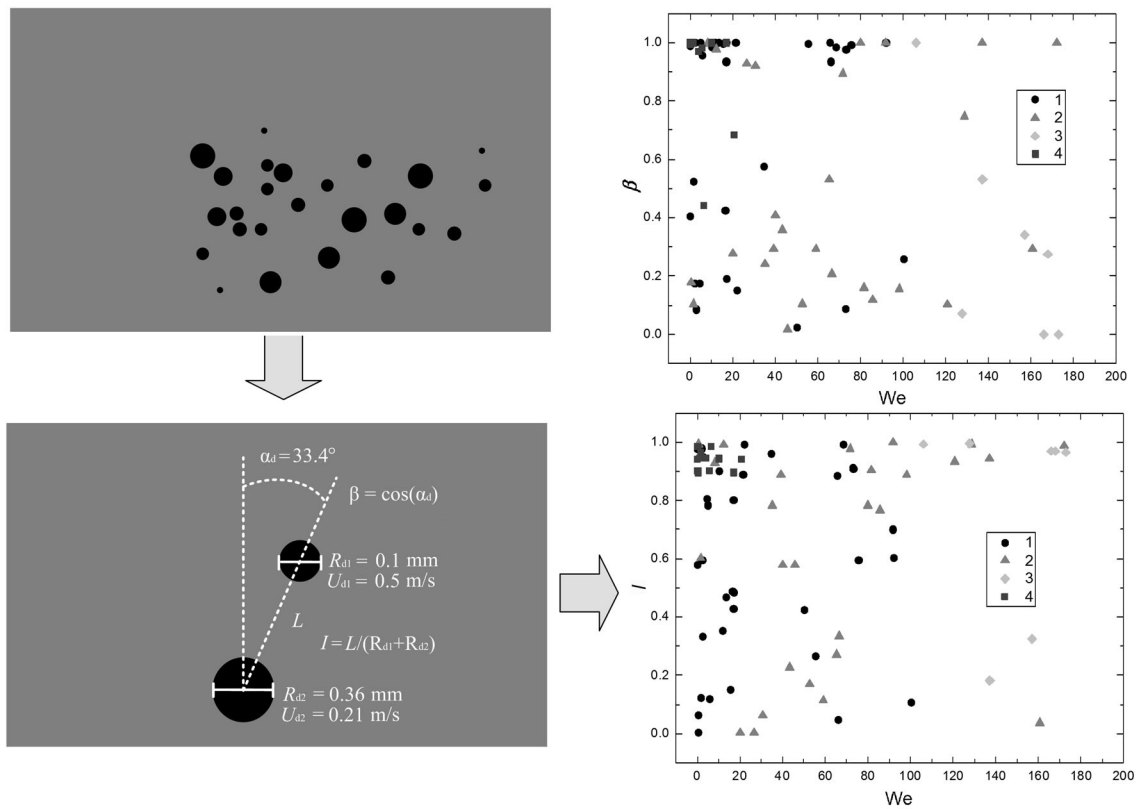 1.0
0.8
0.6
0.4
0.2
0.0
β
1
2
3
4
0 20 40 60 80 100 120 140 160 180 200
We
α_d = 33.4°
β = cos(α_d)
R_d1 = 0.1 mm
U_d1 = 0.5 m/s
L
I = L/(R_d1+R_d2)
R_d2 = 0.36 mm
U_d2 = 0.21 m/s
1.0
0.8
0.6
0.4
0.2
0.0
I
1
2
3
4
0 20 40 60 80 100 120 140 160 180 200
We